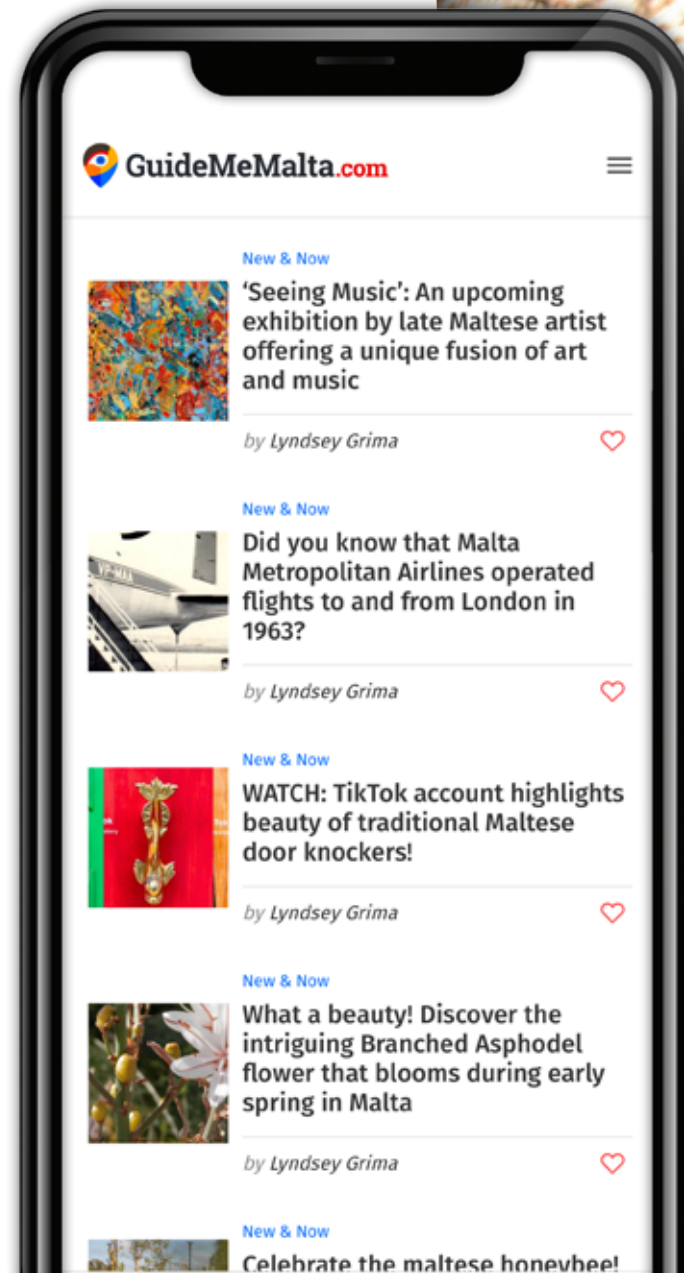 GuideMeMalta.com
New & Now
‘Seeing Music’: An upcoming
exhibition by late Maltese artist
offering a unique fusion of art
and music
by Lyndsey Grima
New & Now
Did you know that Malta
Metropolitan Airlines operated
flights to and from London in
1963?
by Lyndsey Grima
VP-MAA
New & Now
WATCH: TikTok account highlights
beauty of traditional Maltese
door knockers!
by Lyndsey Grima
New & Now
What a beauty! Discover the
intriguing Branched Asphodel
flower that blooms during early
spring in Malta
by Lyndsey Grima
New & Now
Celebrate the maltese honeybee!